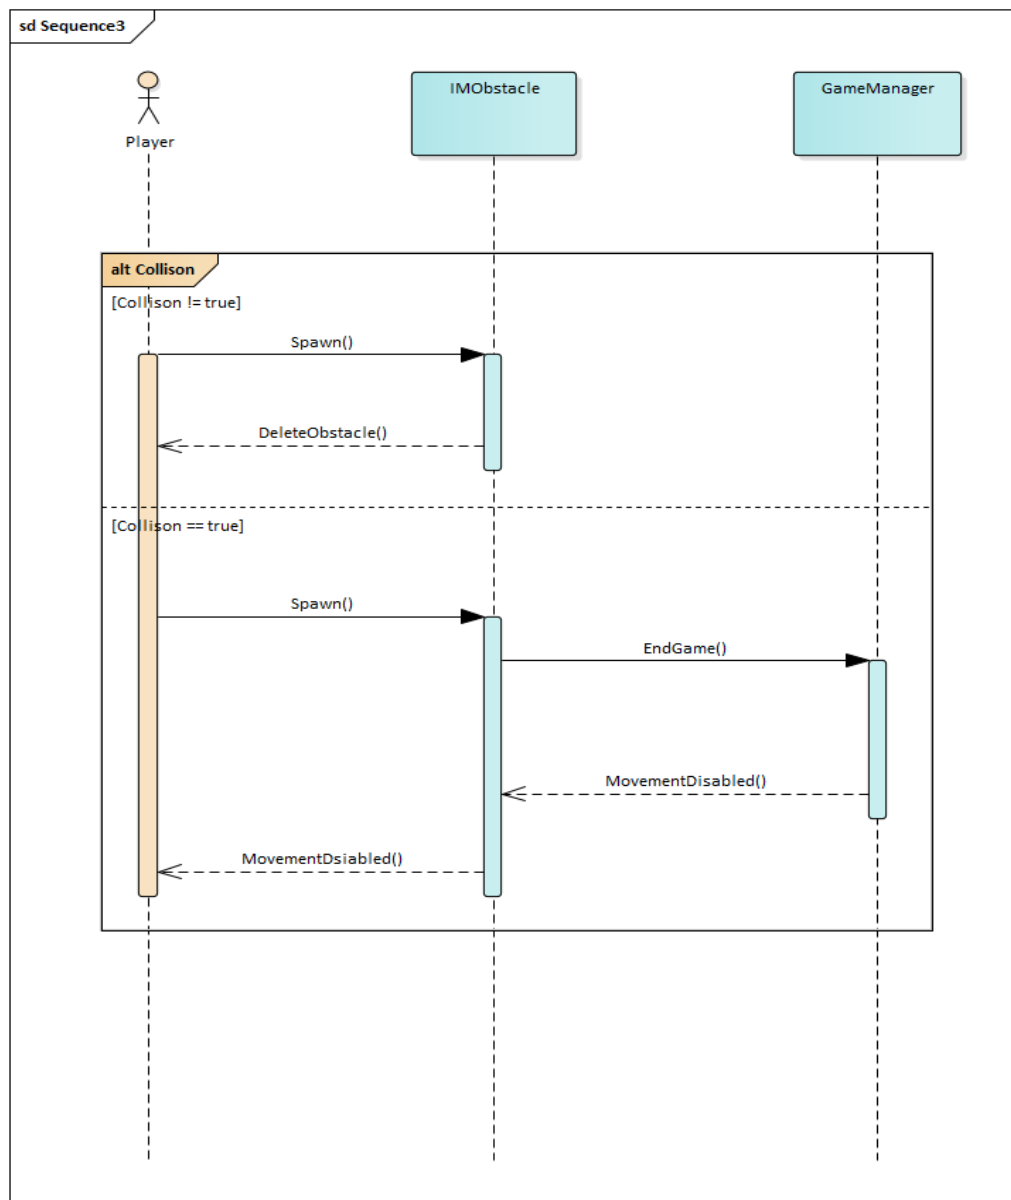 sd Sequence3
Player
IMObstacle
GameManager
alt Collison
[Collison != true]
Spawn()
DeleteObstacle()
[Collison == true]
Spawn()
EndGame()
MovementDisabled()
MovementDsiabled()